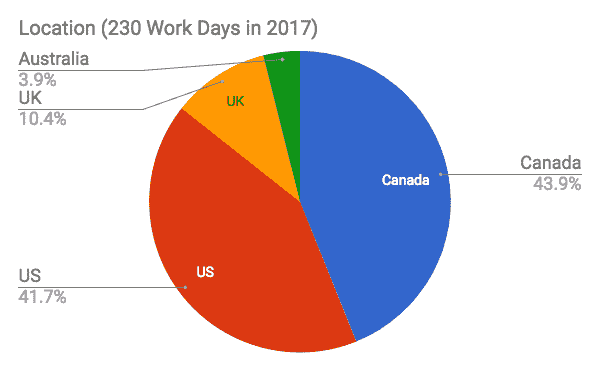 Location (230 Work Days in 2017)
Australia
3.9%
UK
10.4%
UK
Canada
Canada
43.9%
US
US
41.7%